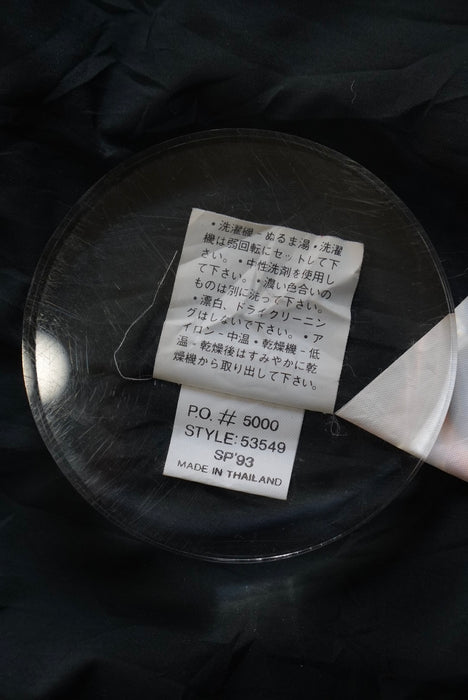 ・洗濯機－ぬるま湯・洗濯
機は弱回転にセットして下
さい。・中性洗剤を使用し
て下さい。・濃い色合いの
ものは別に洗って下さい。
・漂白、ドライクリーニン
グはしないで下さい。・ア
イロン－中温・乾燥機－低
温－乾燥後はすみやかに乾
燥機から取り出して下さい。
P.O. # 5000
STYLE: 53549
SP'93
MADE IN THAILAND